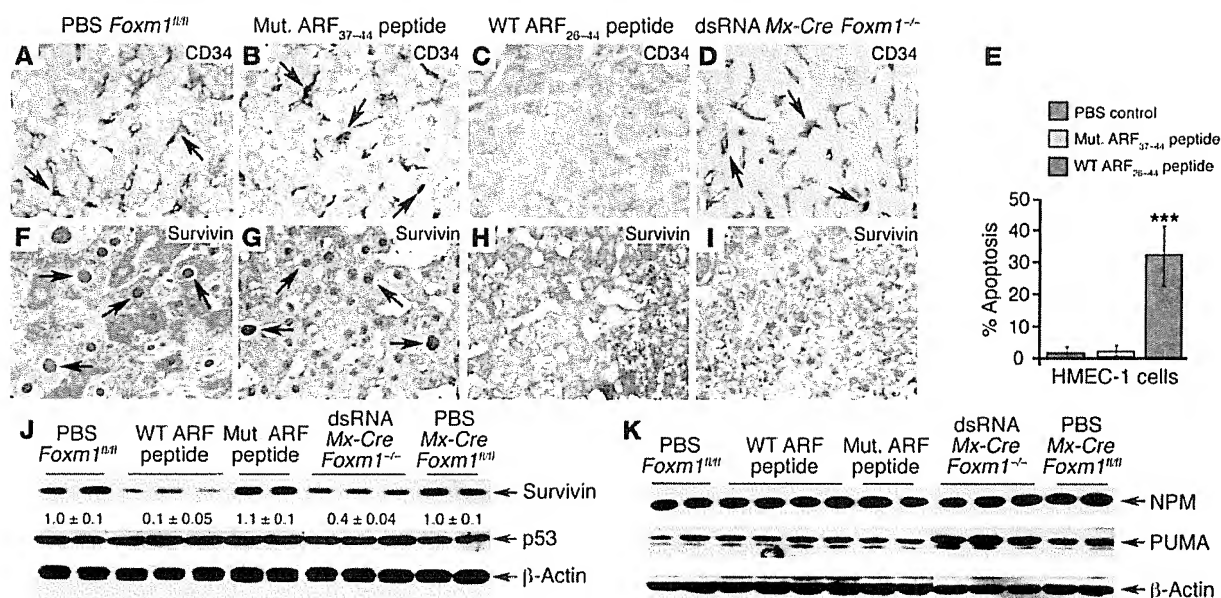 PBS Foxm1fl/fl Mut. ARF37–44 peptide WT ARF26–44 peptide dsRNA Mx-Cre Foxm1−/−
A CD34 B CD34 C CD34 D CD34
E
PBS control
Mut. ARF37–44 peptide
WT ARF26–44 peptide
F Survivin G Survivin H Survivin I Survivin
% Apoptosis
50
40
30
20
10
0
***
HMEC-1 cells
J
PBS Foxm1fl/fl
WT ARF peptide
Mut ARF peptide
dsRNA Mx-Cre Foxm1−/−
PBS Mx-Cre Foxm1fl/fl
Survivin
1.0 ± 0.1 0.1 ± 0.05 1.1 ± 0.1 0.4 ± 0.04 1.0 ± 0.1
p53
β-Actin
K
PBS Foxm1fl/fl
WT ARF peptide
Mut. ARF peptide
dsRNA Mx-Cre Foxm1−/−
PBS Mx-Cre Foxm1fl/fl
NPM
PUMA
β-Actin